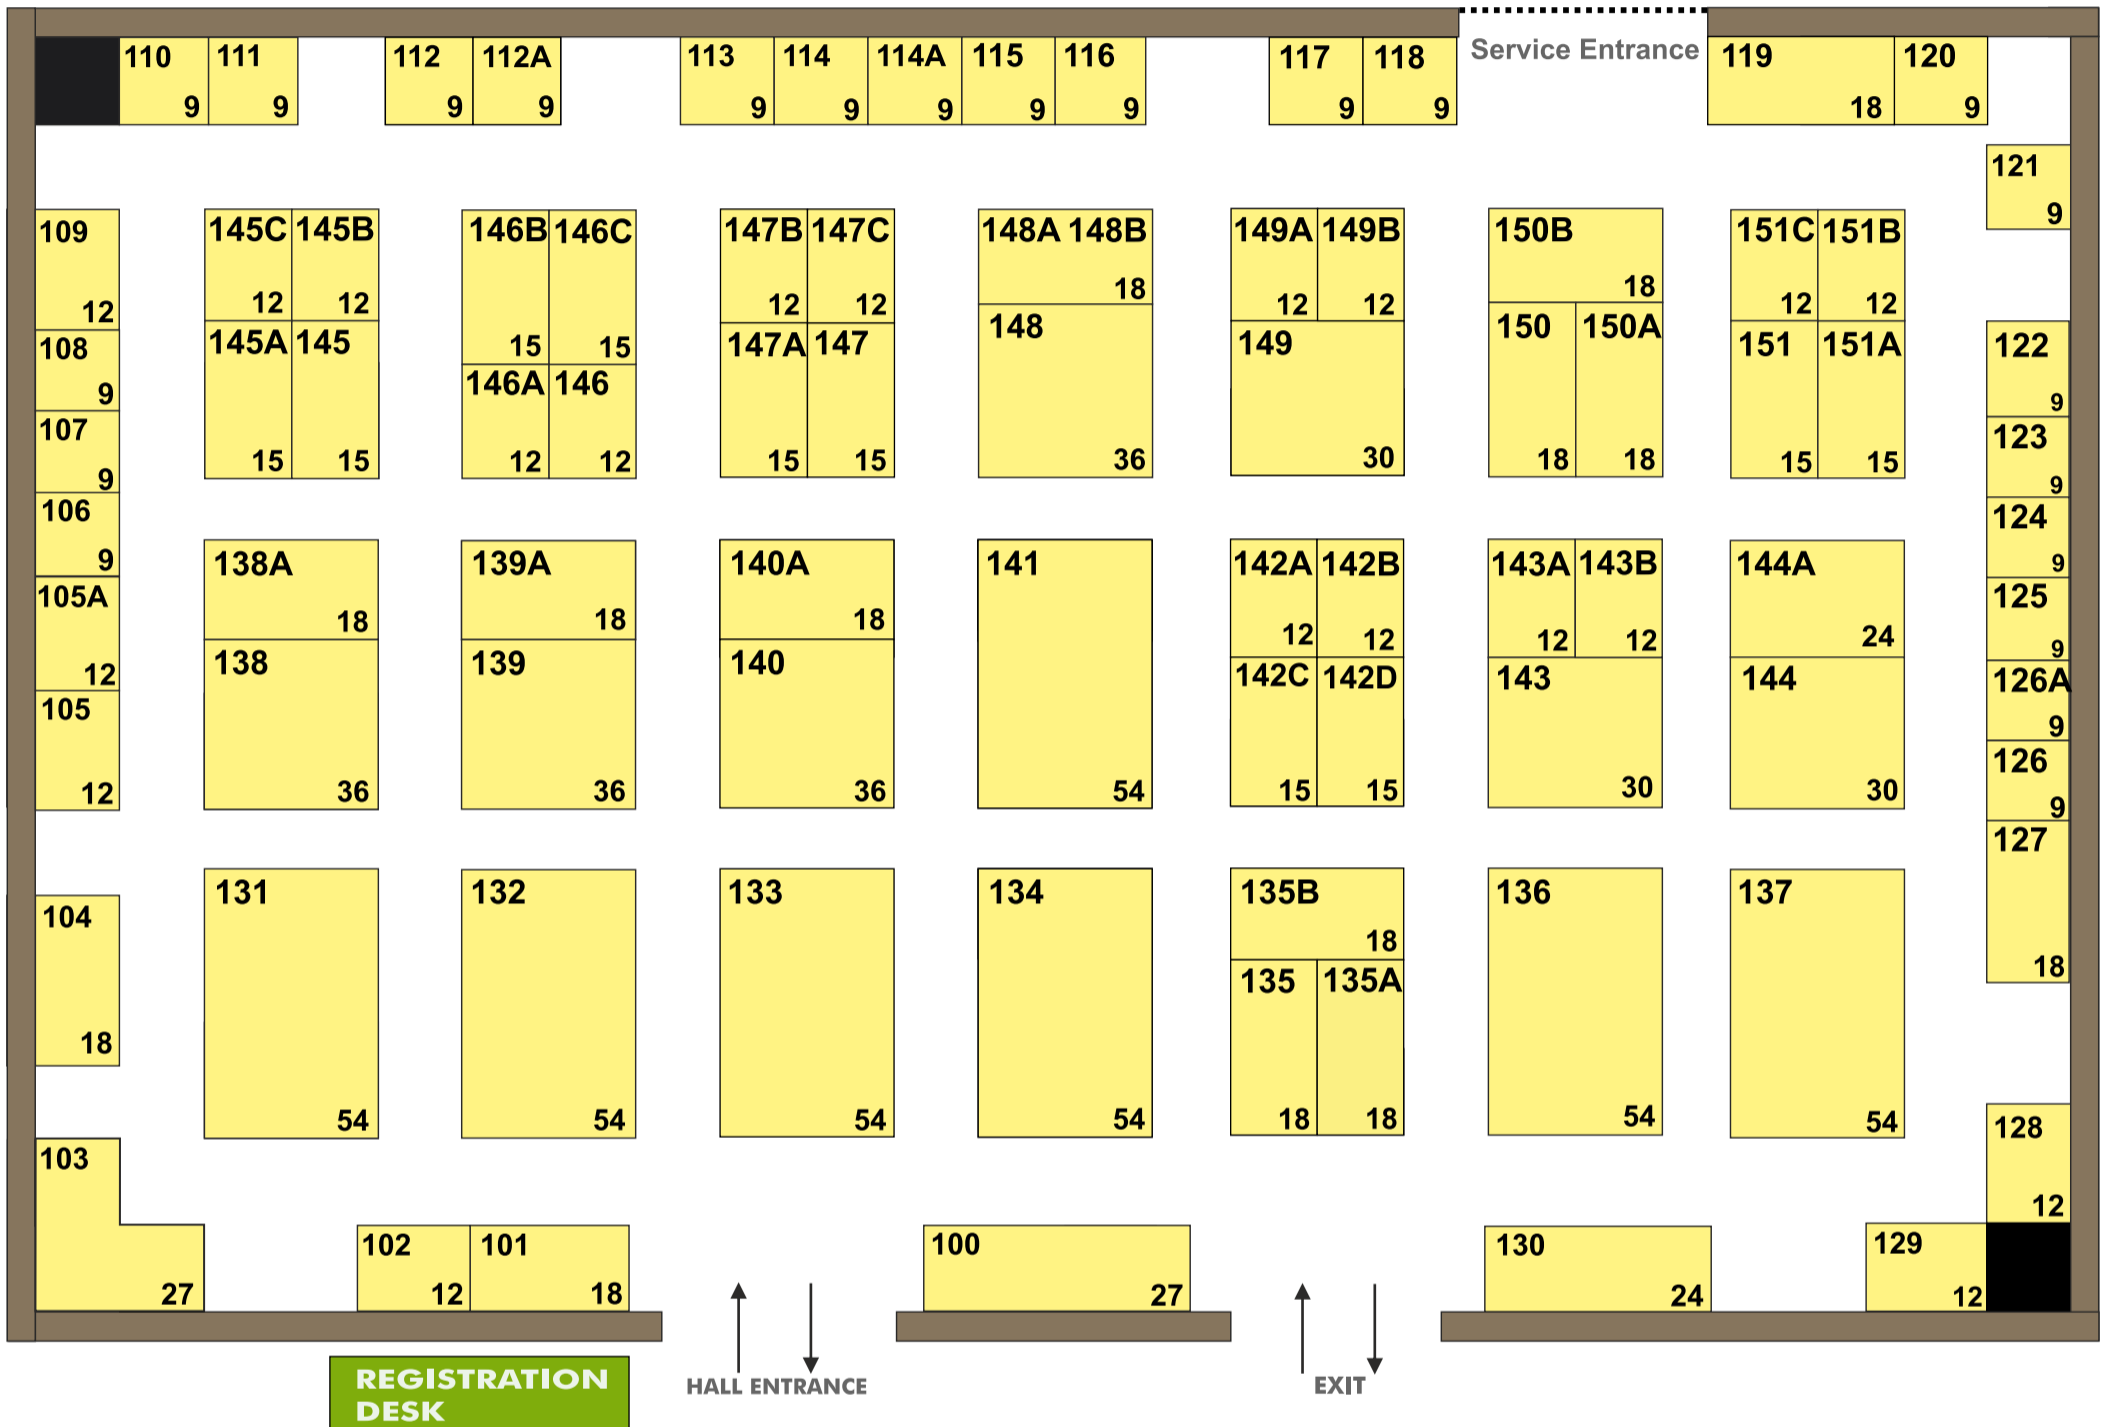 110 111 112 112A 113 114 114A 115 116 117 118 Service Entrance 119 120
9 9 9 9 9 9 9 9 9 9 9 18 9
121
9
109 145C 145B 146B 146C 147B 147C 148A 148B 149A 149B 150B 151C 151B
12 12 12 12 12 18 12 12 18 12 12
108 145A 145 15 15 147A 147 148 149 150 150A 151 151A 122
9 146A 146 9
107 123
9 15 15 12 12 15 15 36 30 18 18 15 15 9
106 124
9 138A 139A 140A 141 142A 142B 143A 143B 144A 9
105A 125
12 18 18 18 12 12 12 12 24 9
138 139 140 142C 142D 143 144 126A
9
105 126
12 36 36 36 54 15 15 30 30 9
127
104 131 132 133 134 135B 136 137
18
135 135A 18
18
54 54 54 54 18 18 54 54
103 128
12
27
102 101 100 130 129
12 18 27 24 12
REGISTRATION
DESK
HALL ENTRANCE EXIT